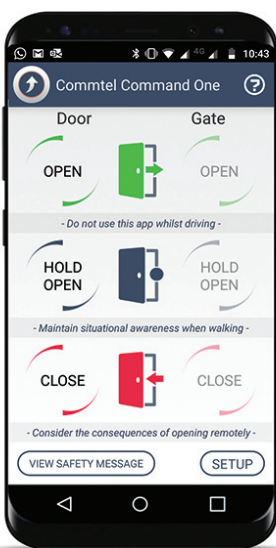 4G 10:43
Commtel Command One ?
Door Gate
OPEN OPEN
- Do not use this app whilst driving -
HOLD HOLD
OPEN OPEN
- Maintain situational awareness when walking -
CLOSE CLOSE
- Consider the consequences of opening remotely -
VIEW SAFETY MESSAGE SETUP